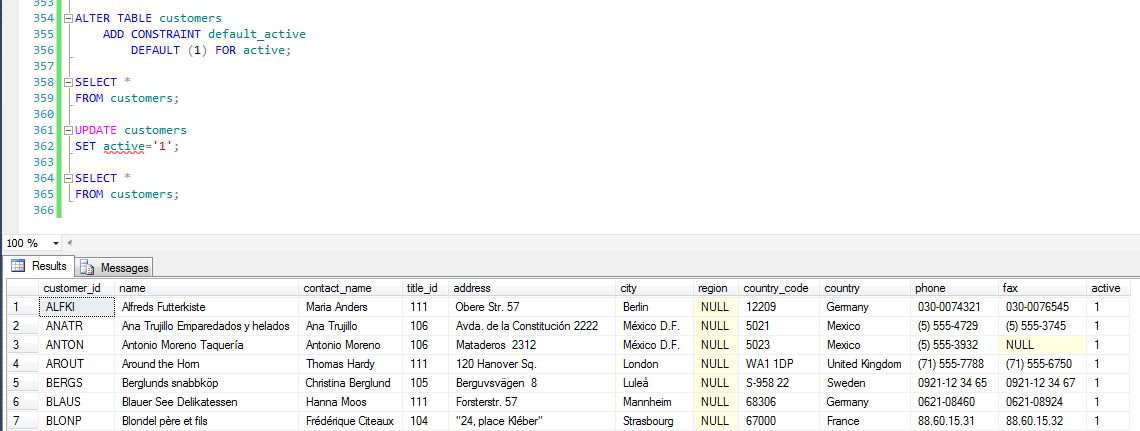 353
354 ALTER TABLE customers
355 ADD CONSTRAINT default_active
356 DEFAULT (1) FOR active;
357
358 SELECT *
359 FROM customers;
360
361 UPDATE customers
362 SET active='1';
363
364 SELECT *
365 FROM customers;
366
100 %
Results Messages
customer_id name contact_name title_id address city region country_code country phone fax active
1 ALFKI Alfreds Futterkiste Maria Anders 111 Obere Str. 57 Berlin NULL 12209 Germany 030-0074321 030-0076545 1
2 ANATR Ana Trujillo Emparedados y helados Ana Trujillo 106 Avda. de la Constitución 2222 México D.F. NULL 5021 Mexico (5) 555-4729 (5) 555-3745 1
3 ANTON Antonio Moreno Taquería Antonio Moreno 106 Mataderos 2312 México D.F. NULL 5023 Mexico (5) 555-3932 NULL 1
4 AROUT Around the Horn Thomas Hardy 111 120 Hanover Sq. London NULL WA1 1DP United Kingdom (71) 555-7788 (71) 555-6750 1
5 BERGS Berglunds snabbköp Christina Berglund 105 Berguvsvägen 8 Luleå NULL S-958 22 Sweden 0921-12 34 65 0921-12 34 67 1
6 BLAUS Blauer See Delikatessen Hanna Moos 111 Forsterstr. 57 Mannheim NULL 68306 Germany 0621-08460 0621-08924 1
7 BLONP Blondel père et fils Frédérique Citeaux 104 "24, place Kléber" Strasbourg NULL 67000 France 88.60.15.31 88.60.15.32 1